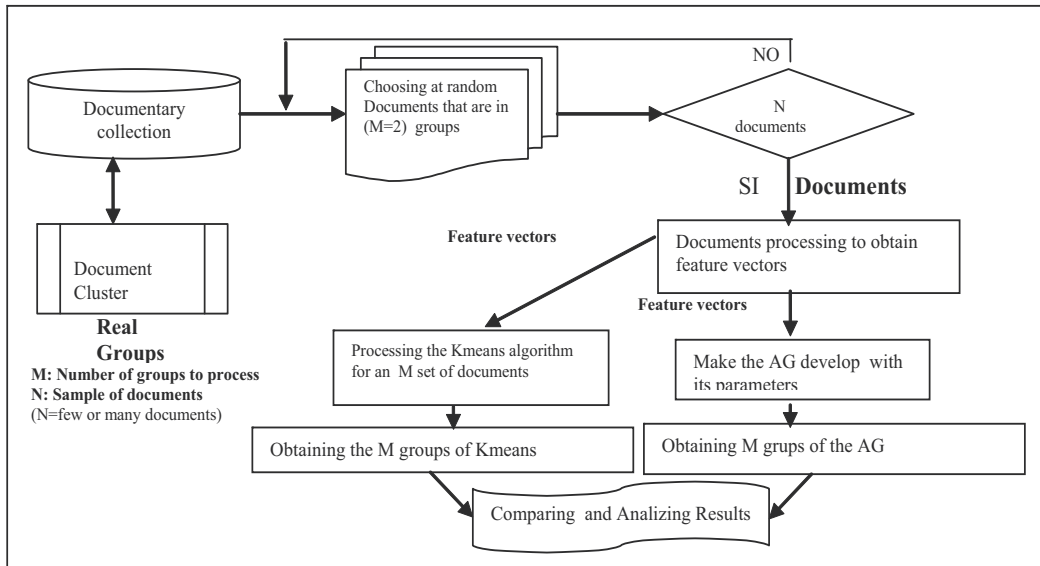 NO
Documentary
collection
Choosing at random
Documents that are in
(M=2) groups
N
documents
SI Documents
Document
Cluster
Real
Groups
M: Number of groups to process
N: Sample of documents
(N=few or many documents)
Feature vectors
Documents processing to obtain
feature vectors
Feature vectors
Processing the Kmeans algorithm
for an M set of documents
Make the AG develop with
its parameters
Obtaining the M groups of Kmeans
Obtaining M grups of the AG
Comparing and Analizing Results